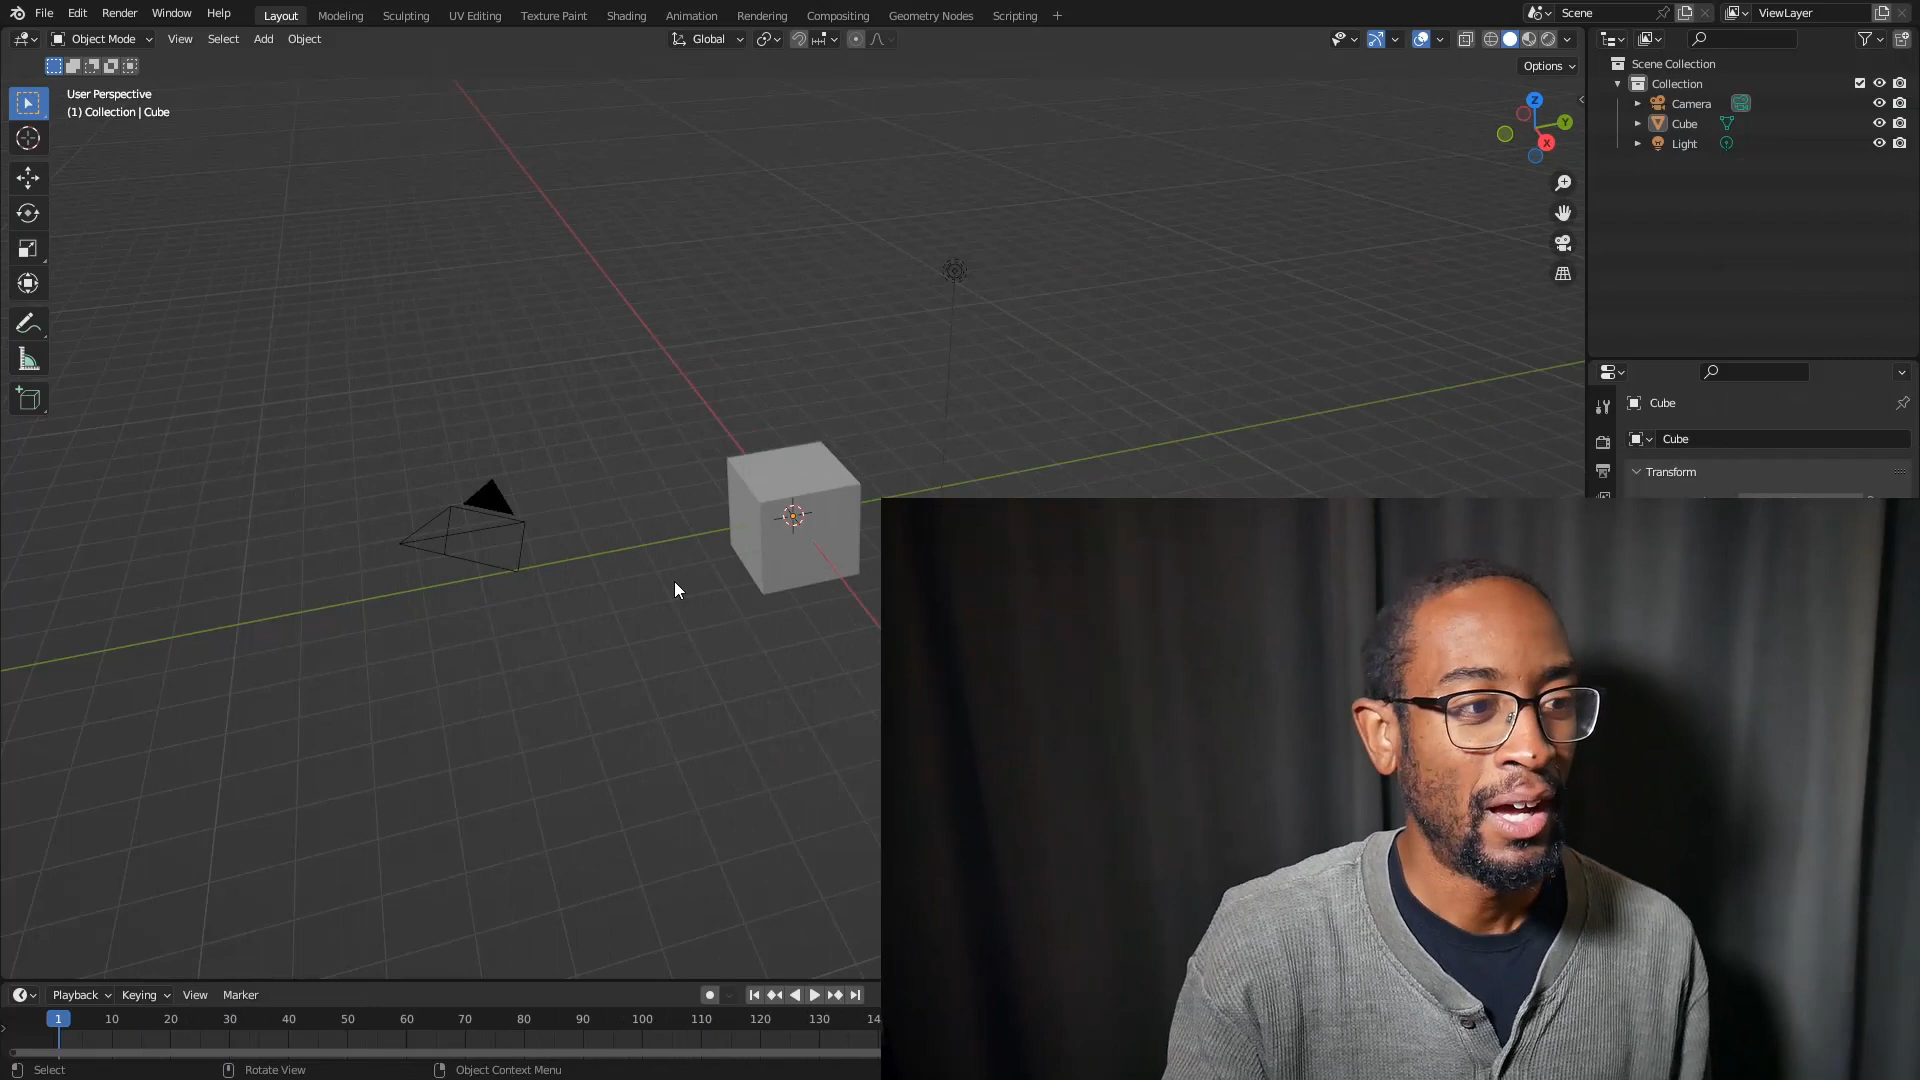 File Edit Render Window Help
Layout Modeling Sculpting UV Editing Texture Paint Shading Animation Rendering Compositing Geometry Nodes Scripting +
Scene
ViewLayer
Object Mode View Select Add Object
Global
Options
User Perspective
(1) Collection | Cube
Z
Y
X
Scene Collection
Collection
Camera
Cube
Light
Cube
Cube
Transform
Playback Keying View Marker
1 10 20 30 40 50 60 70 80 90 100 110 120 130 14
Select Rotate View Object Context Menu